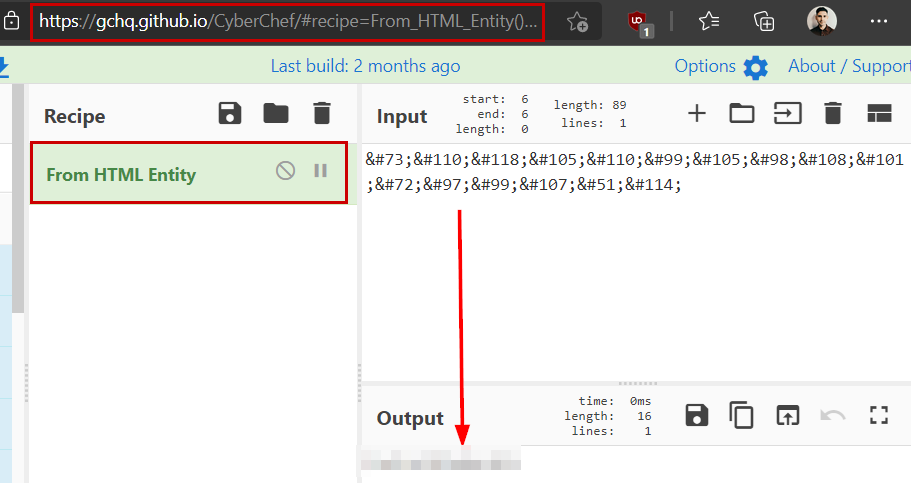 https://gchq.github.io/CyberChef/#recipe=From_HTML_Entity()...
1
Last build: 2 months ago
Options
About / Support
Recipe
From HTML Entity
Input
start: 6
end: 6
length: 0
length: 89
lines: 1
&#73;&#110;&#118;&#105;&#110;&#99;&#105;&#98;&#108;&#101
;&#72;&#97;&#99;&#107;&#51;&#114;
Output
time: 0ms
length: 16
lines: 1